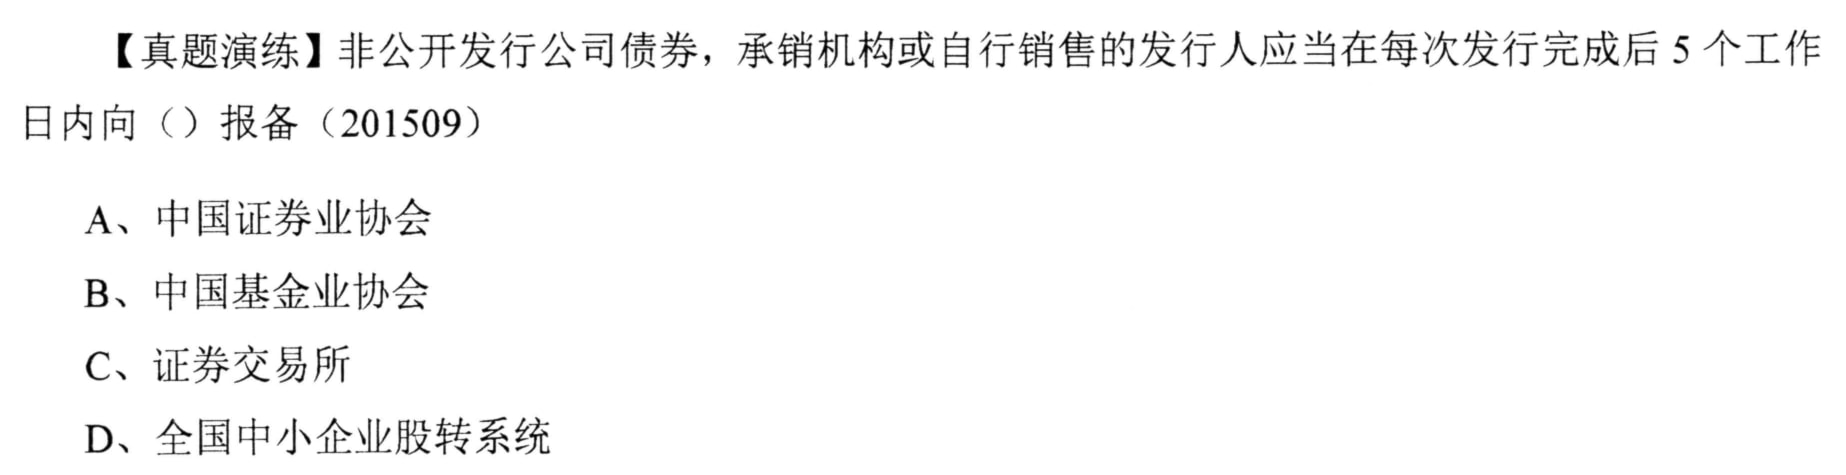 【真题演练】非公开发行公司债券，承销机构或自行销售的发行人应当在每次发行完成后 5 个工作
日内向（）报备（201509）
A、中国证券业协会
B、中国基金业协会
C、证券交易所
D、全国中小企业股转系统